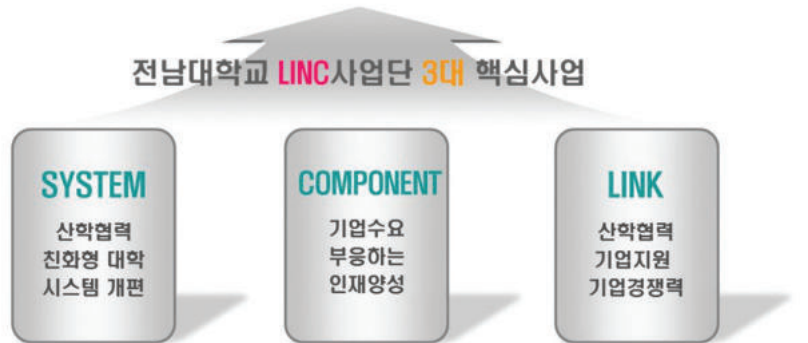 전남대학교 LINC사업단 3대 핵심사업
SYSTEM
산학협력
친화형 대학
시스템 개편
COMPONENT
기업수요
부응하는
인재양성
LINK
산학협력
기업지원
기업경쟁력